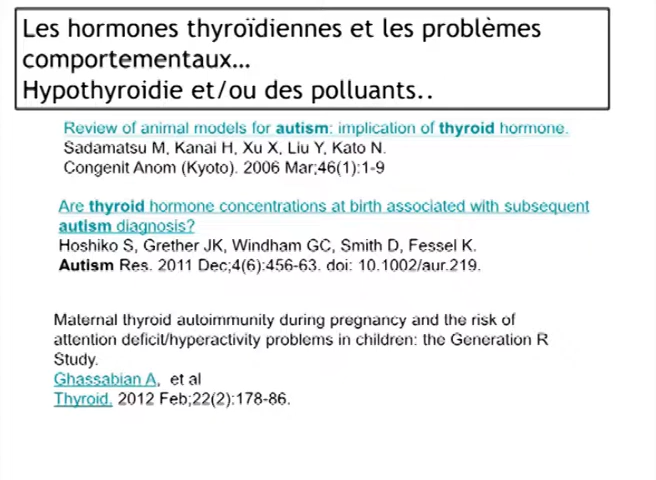 Les hormones thyroïdiennes et les problèmes
comportementaux…
Hypothyroidie et/ou des polluants..
Review of animal models for autism: implication of thyroid hormone.
Sadamatsu M, Kanai H, Xu X, Liu Y, Kato N.
Congenit Anom (Kyoto). 2006 Mar;46(1):1-9
Are thyroid hormone concentrations at birth associated with subsequent
autism diagnosis?
Hoshiko S, Grether JK, Windham GC, Smith D, Fessel K.
Autism Res. 2011 Dec;4(6):456-63. doi: 10.1002/aur.219.
Maternal thyroid autoimmunity during pregnancy and the risk of
attention deficit/hyperactivity problems in children: the Generation R
Study.
Ghassabian A, et al
Thyroid. 2012 Feb;22(2):178-86.